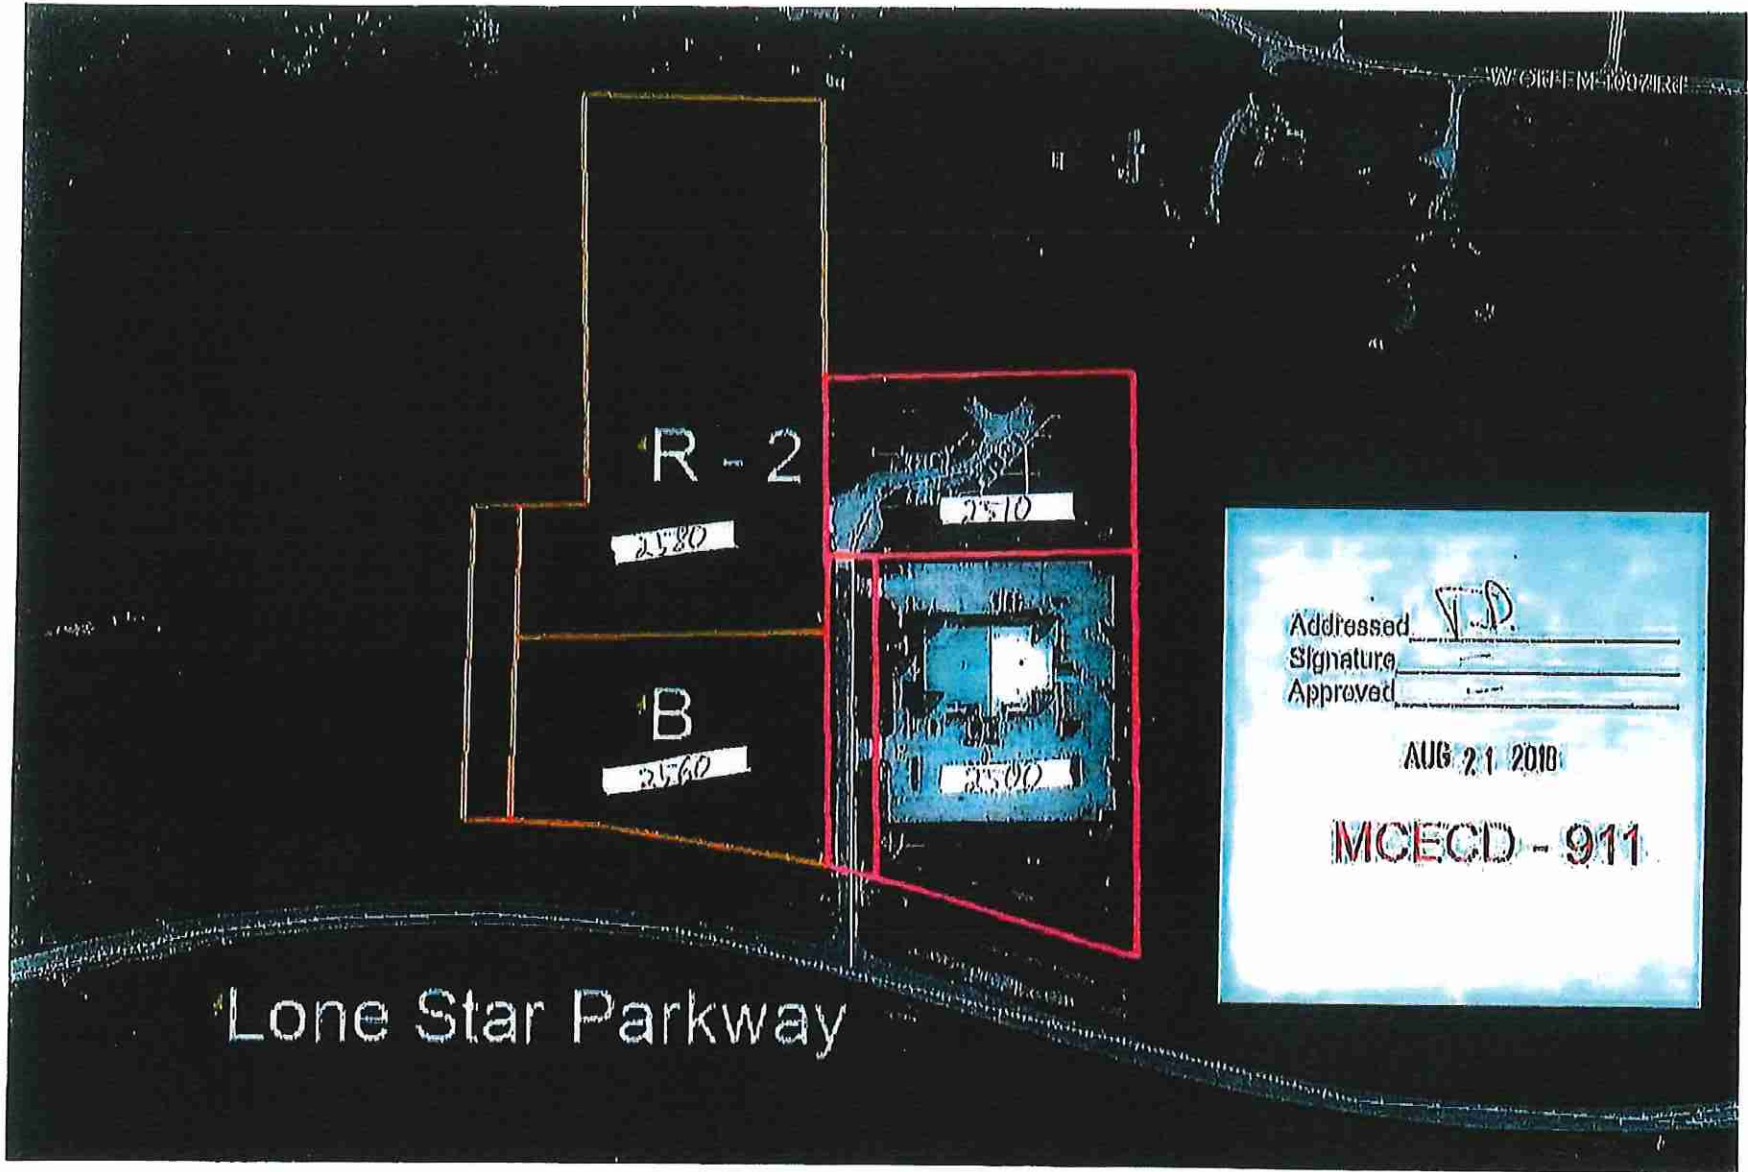 R - 2
2580
2510
B
2560
2500
Lone Star Parkway
Addressed T.D.
Signature —
Approved —
AUG 21 2018
MCECD - 911